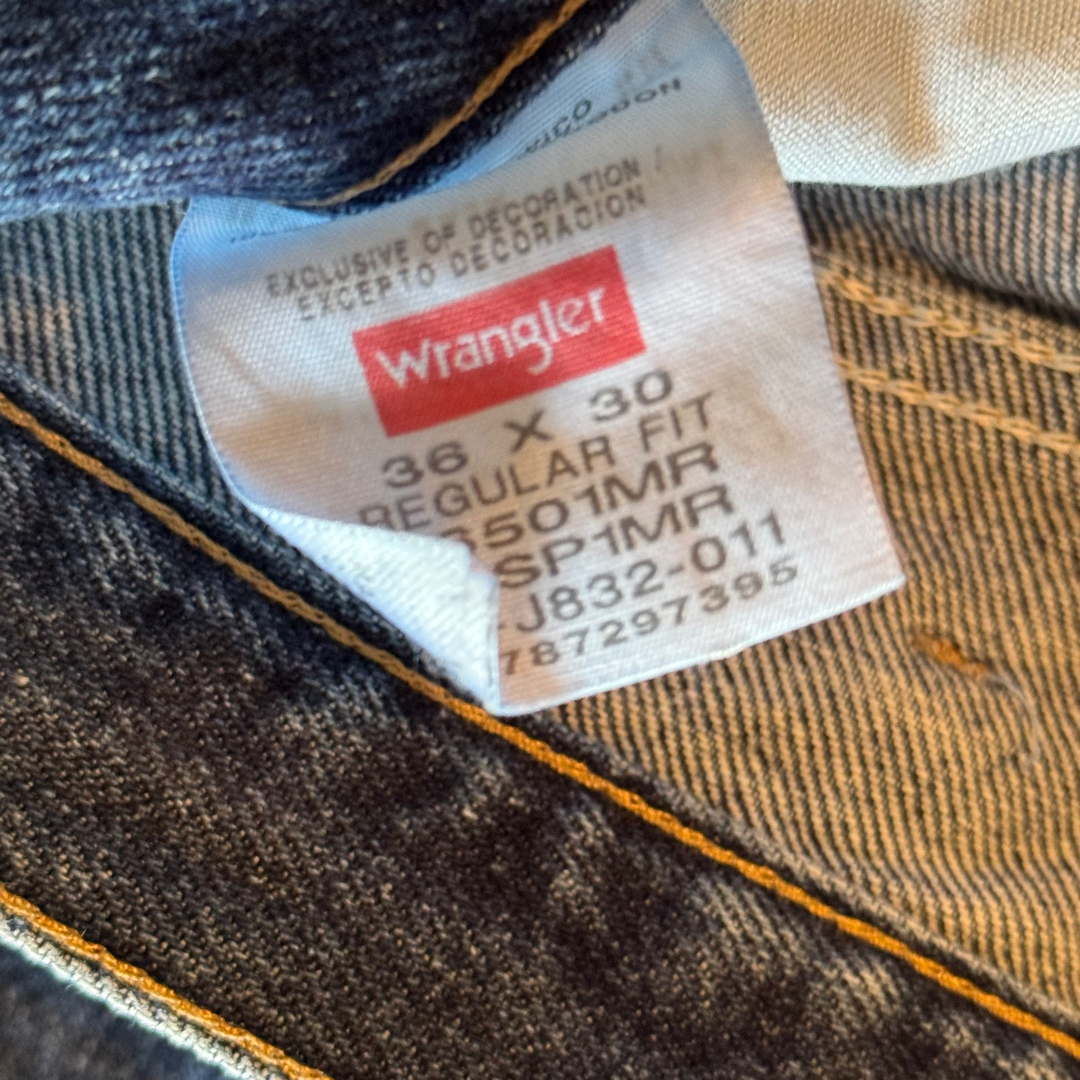 EXCLUSIVE OF DECORATION /
EXCEPTO DECORACION
Wrangler
36 X 30
REGULAR FIT
501MR
SP1MR
J832-011
787297395